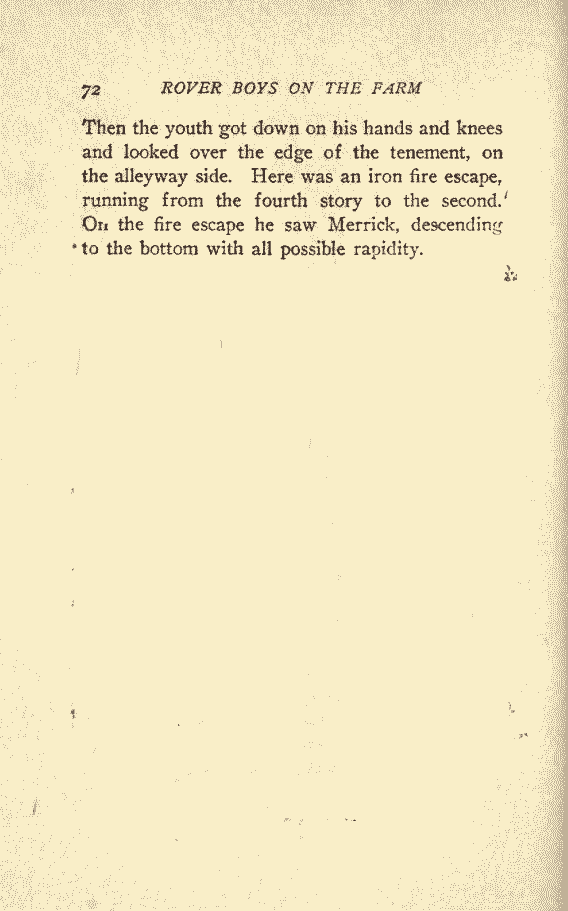 72 ROVER BOYS ON THE FARM
Then the youth got down on his hands and knees
and looked over the edge of the tenement, on
the alleyway side. Here was an iron fire escape,
running from the fourth story to the second.
On the fire escape he saw Merrick, descending
to the bottom with all possible rapidity.